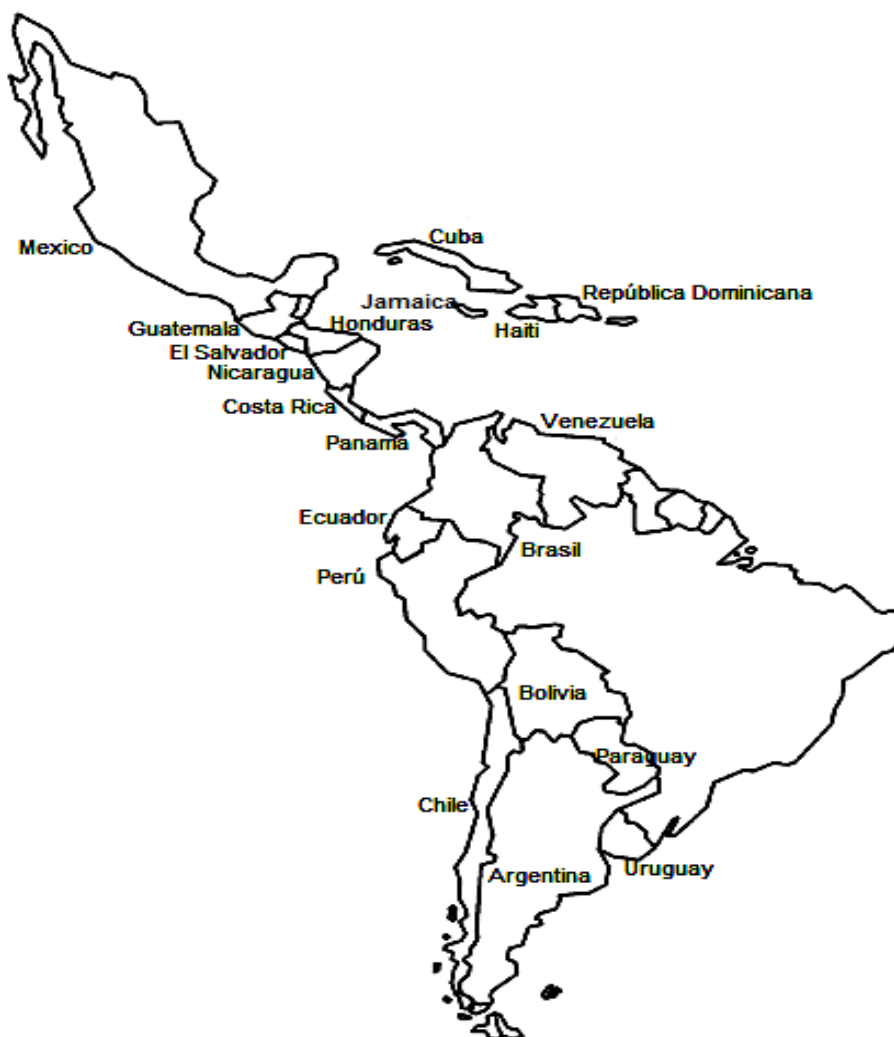 Mexico
Cuba
República Dominicana
Jamaica
Haiti
Guatemala
Honduras
El Salvador
Nicaragua
Costa Rica
Panama
Venezuela
Ecuador
Brasil
Perú
Bolivia
Paraguay
Chile
Argentina
Uruguay